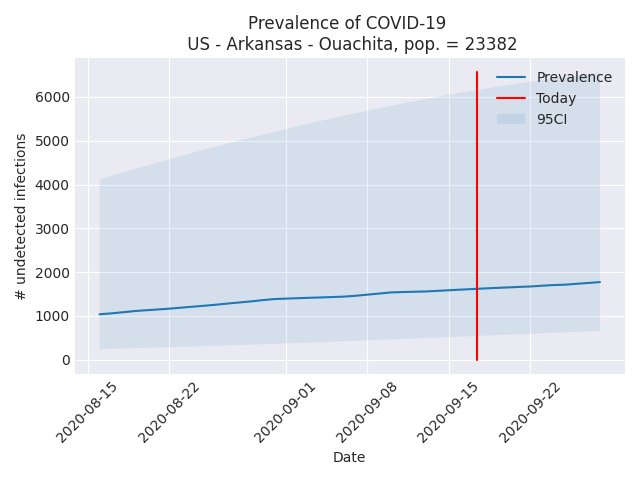 Prevalence of COVID-19
US - Arkansas - Ouachita, pop. = 23382
Prevalence
Today
95CI
6000
5000
4000
3000
2000
1000
0
# undetected infections
2020-08-15
2020-08-22
2020-09-01
2020-09-08
2020-09-15
2020-09-22
Date